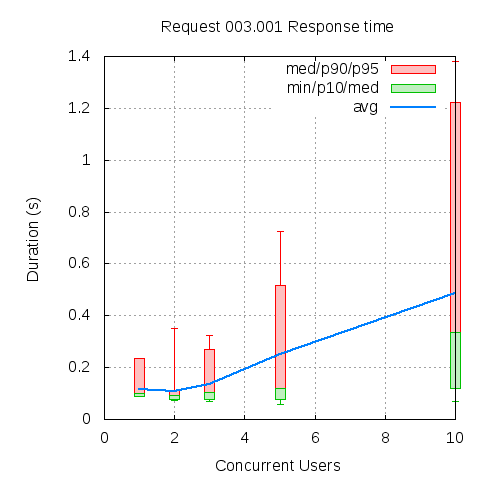 Request 003.001 Response time
med/p90/p95
min/p10/med
avg
1.4
1.2
1
0.8
0.6
0.4
0.2
0
Duration (s)
0 2 4 6 8 10
Concurrent Users